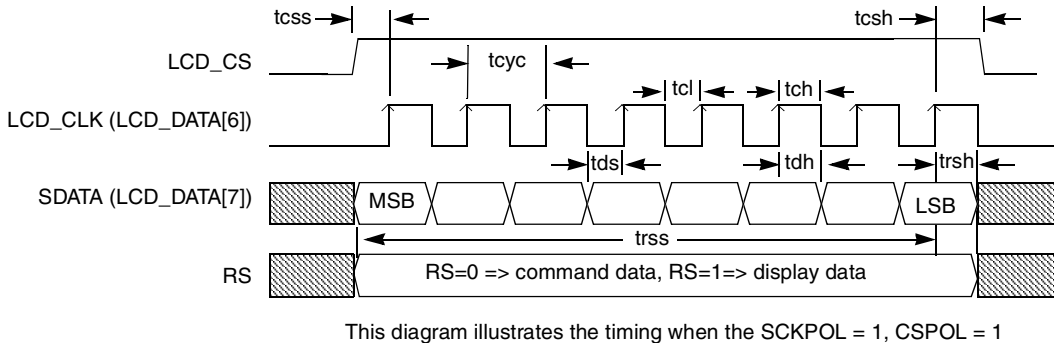 tcss
tcsh
LCD_CS
tcyc
tcl
tch
LCD_CLK (LCD_DATA[6])
tds
tdh
trsh
SDATA (LCD_DATA[7])
MSB
LSB
trss
RS
RS=0 => command data, RS=1=> display data
This diagram illustrates the timing when the SCKPOL = 1, CSPOL = 1